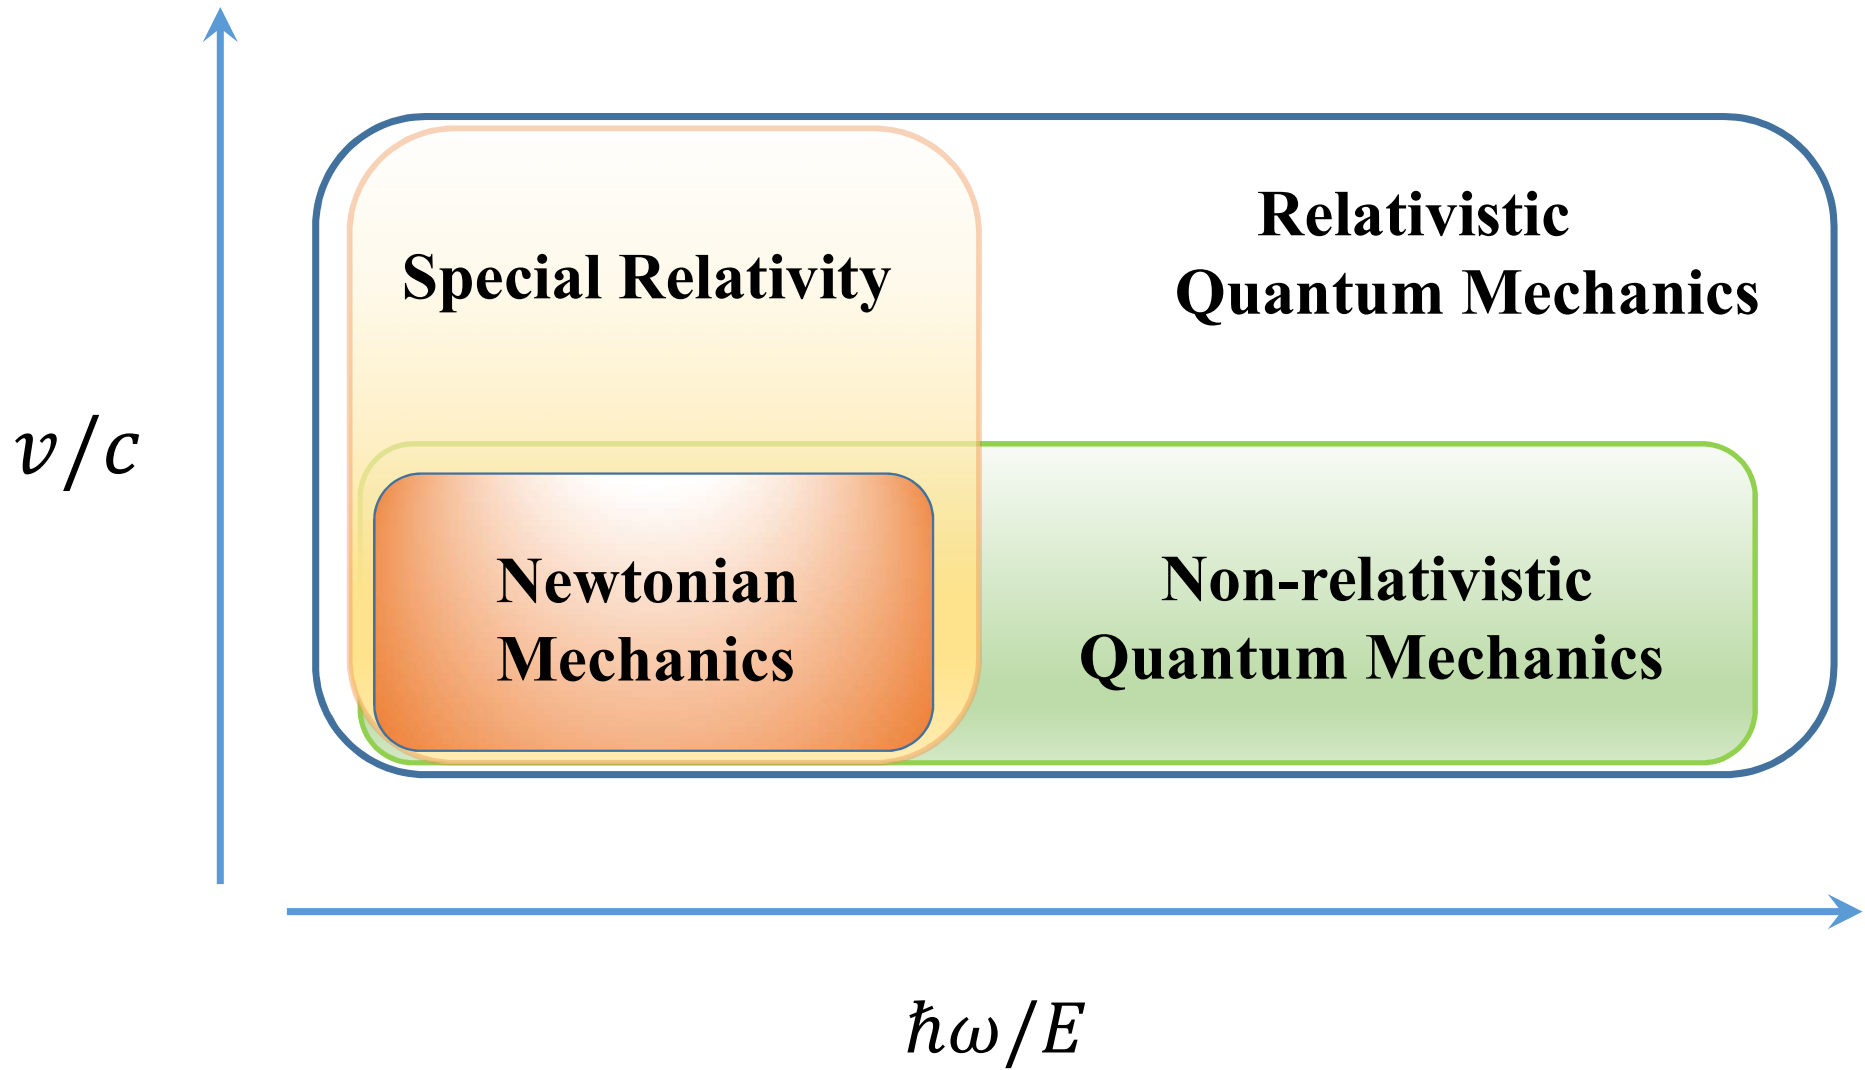 Relativistic
Quantum Mechanics
Special Relativity
v/c
Newtonian
Mechanics
Non-relativistic
Quantum Mechanics
ħω/E